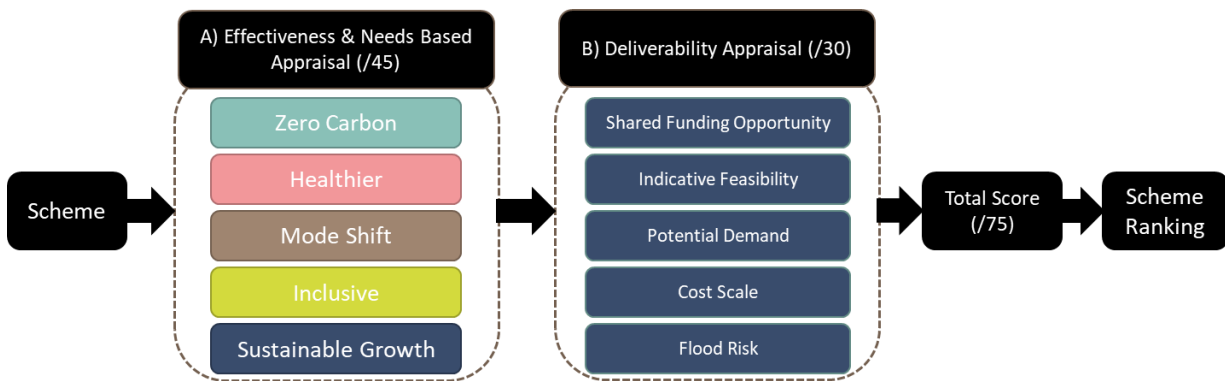 Scheme
A) Effectiveness & Needs Based
Appraisal (/45)
Zero Carbon
Healthier
Mode Shift
Inclusive
Sustainable Growth
B) Deliverability Appraisal (/30)
Shared Funding Opportunity
Indicative Feasibility
Potential Demand
Cost Scale
Flood Risk
Total Score
(/75)
Scheme
Ranking